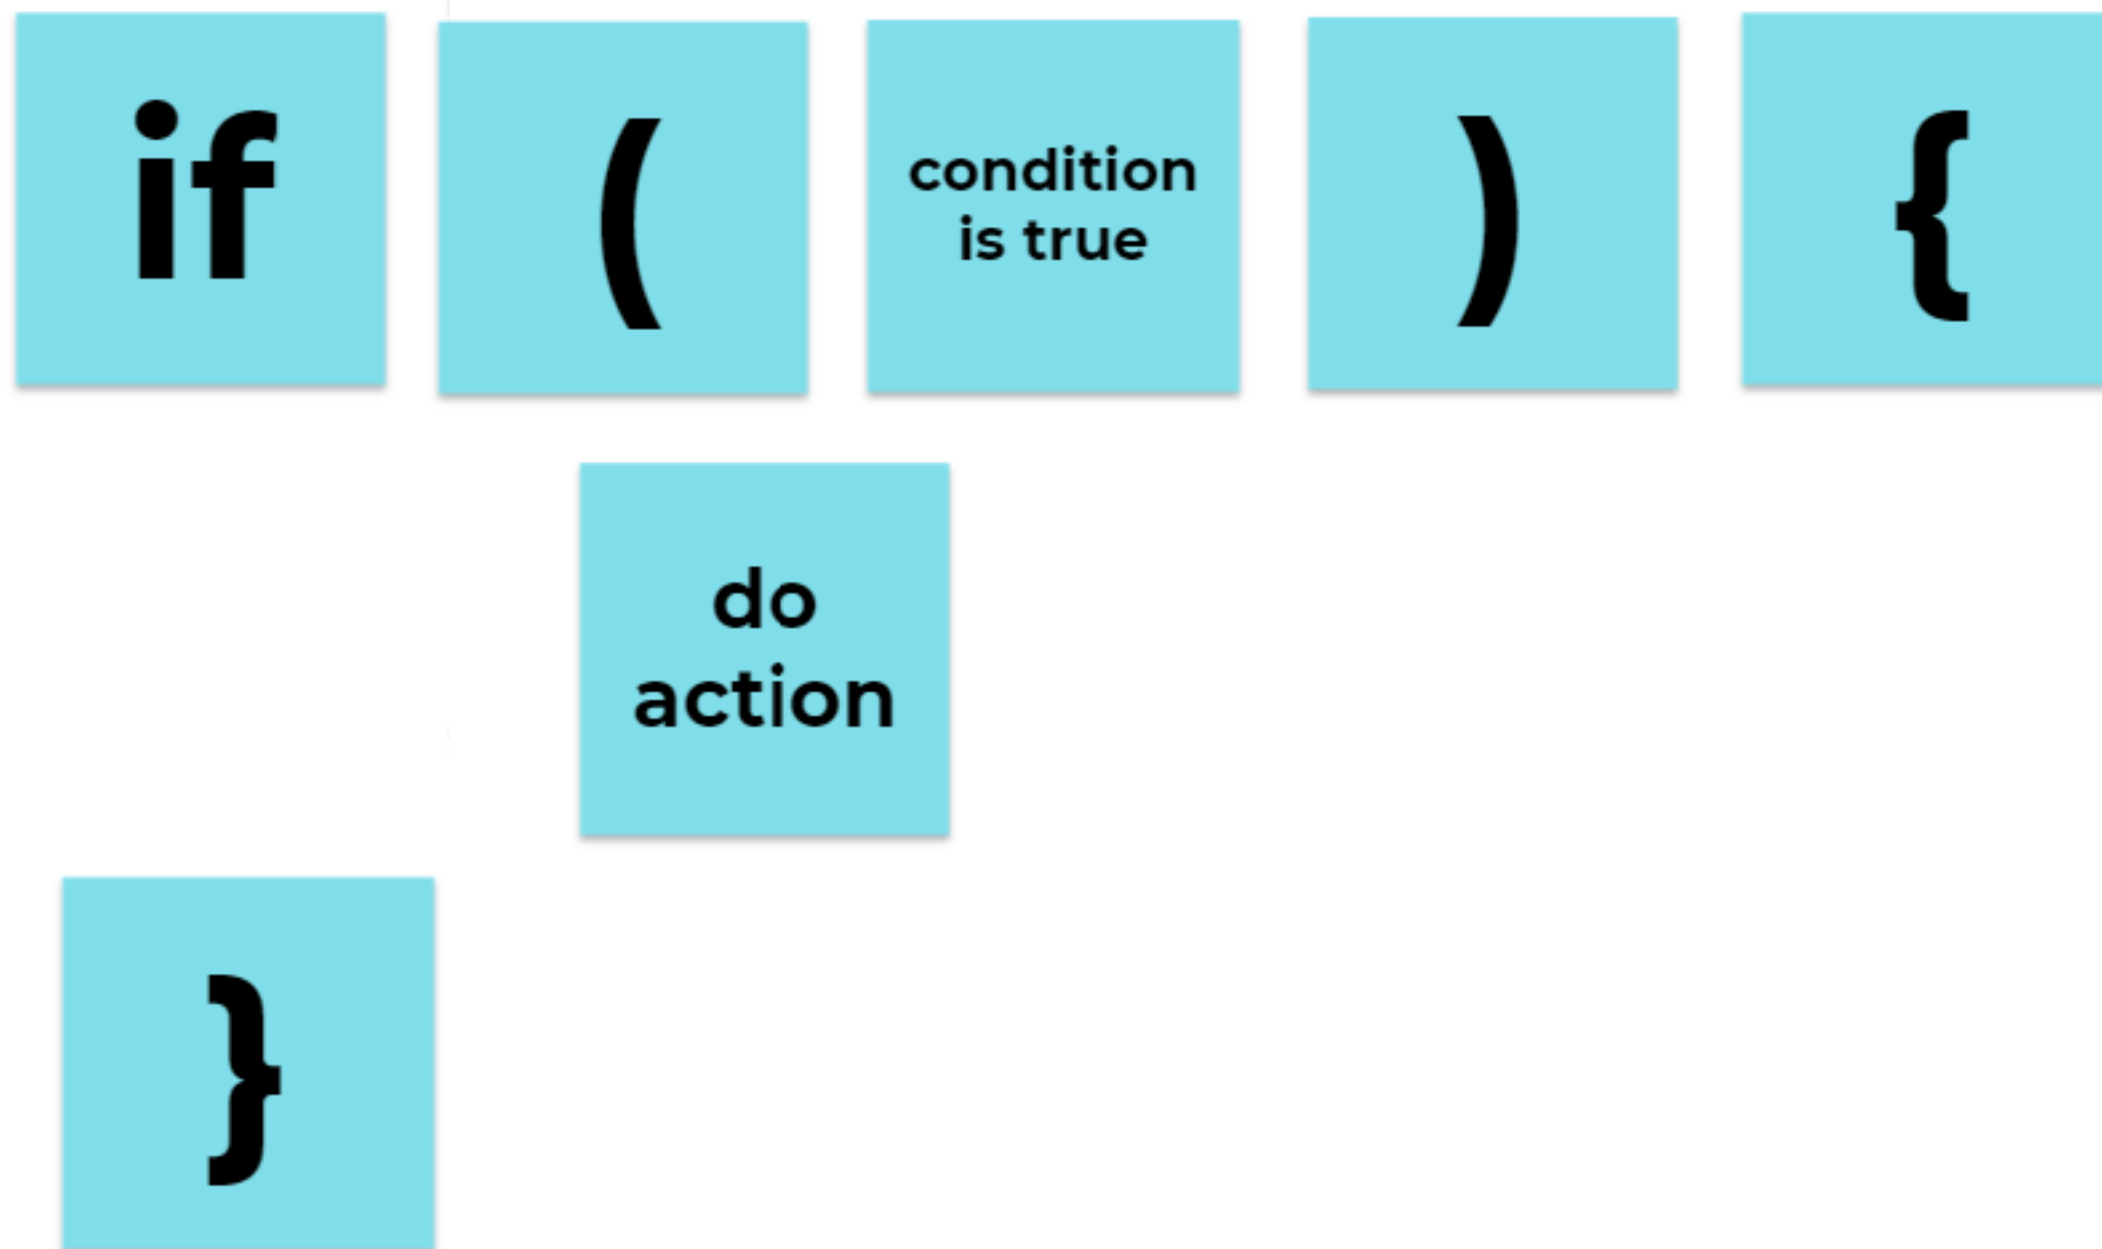 if ( condition is true ) {
do
action
}